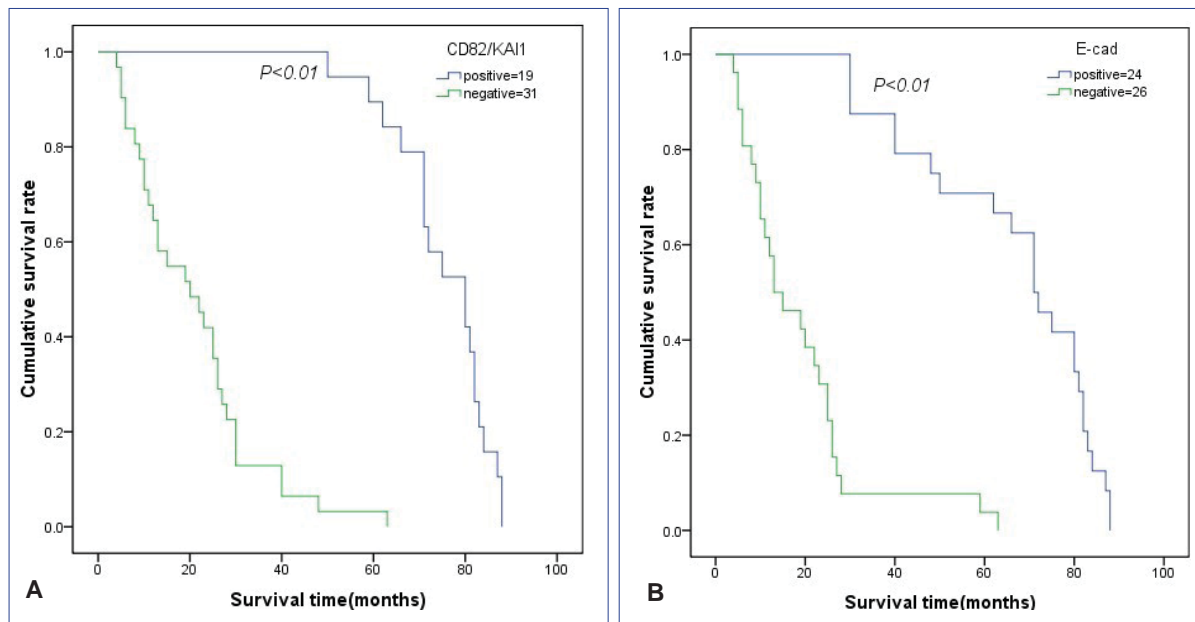 CD82/KAI1
P<0.01
positive=19
negative=31
1.0
0.8
0.6
0.4
0.2
0.0
Cumulative survival rate
0 20 40 60 80 100
Survival time(months)
A
E-cad
P<0.01
positive=24
negative=26
1.0
0.8
0.6
0.4
0.2
0.0
Cumulative survival rate
0 20 40 60 80 100
Survival time(months)
B